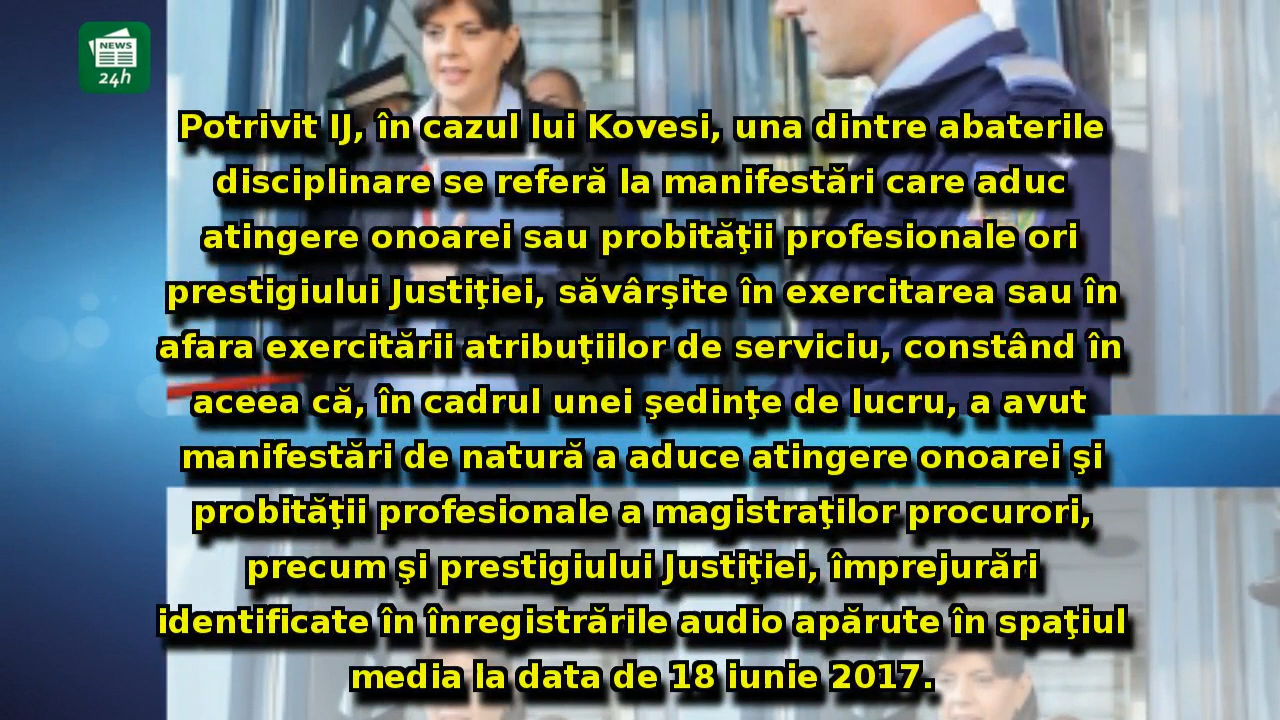 NEWS
24h
Potrivit IJ, în cazul lui Kovesi, una dintre abaterile
disciplinare se referă la manifestări care aduc
atingere onoarei sau probităţii profesionale ori
prestigiului Justiţiei, săvârşite în exercitarea sau în
afara exercitării atribuţiilor de serviciu, constând în
aceea că, în cadrul unei şedinţe de lucru, a avut
manifestări de natură a aduce atingere onoarei şi
probităţii profesionale a magistraţilor procurori,
precum şi prestigiului Justiţiei, împrejurări
identificate în înregistrările audio apărute în spaţiul
media la data de 18 iunie 2017.